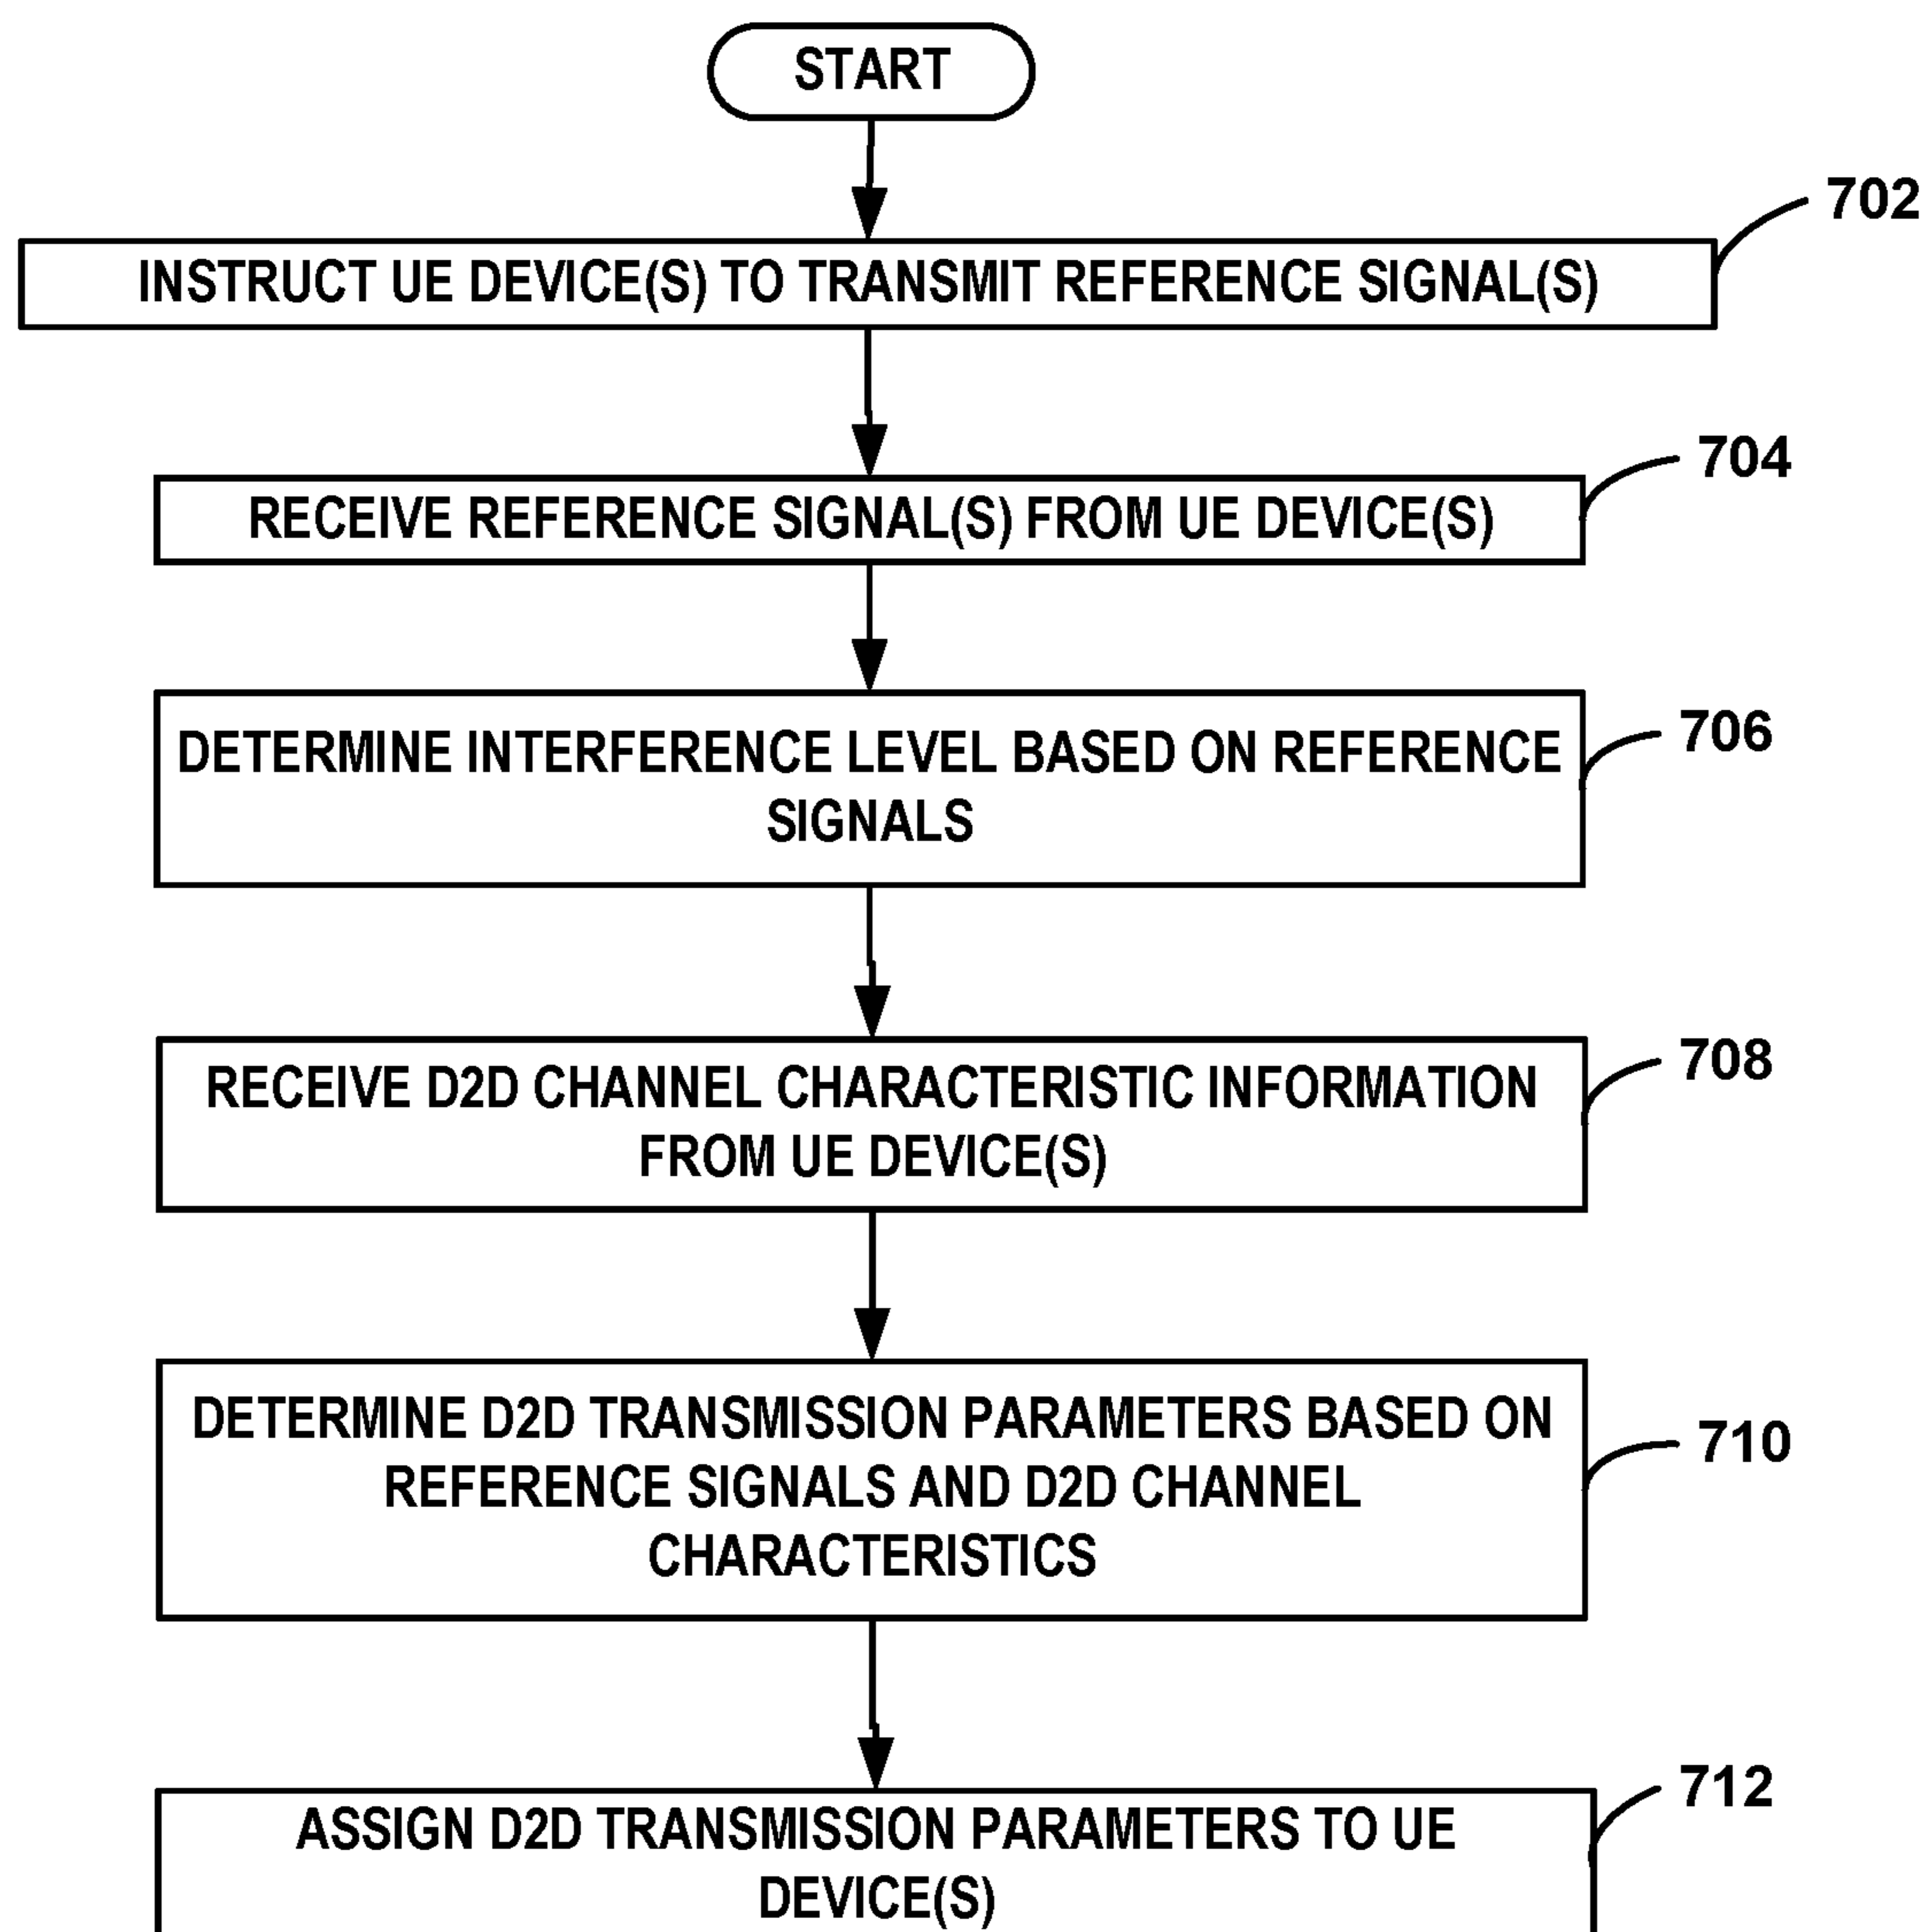 START
702
INSTRUCT UE DEVICE(S) TO TRANSMIT REFERENCE SIGNAL(S)
704
RECEIVE REFERENCE SIGNAL(S) FROM UE DEVICE(S)
706
DETERMINE INTERFERENCE LEVEL BASED ON REFERENCE
SIGNALS
708
RECEIVE D2D CHANNEL CHARACTERISTIC INFORMATION
FROM UE DEVICE(S)
710
DETERMINE D2D TRANSMISSION PARAMETERS BASED ON
REFERENCE SIGNALS AND D2D CHANNEL
CHARACTERISTICS
712
ASSIGN D2D TRANSMISSION PARAMETERS TO UE
DEVICE(S)